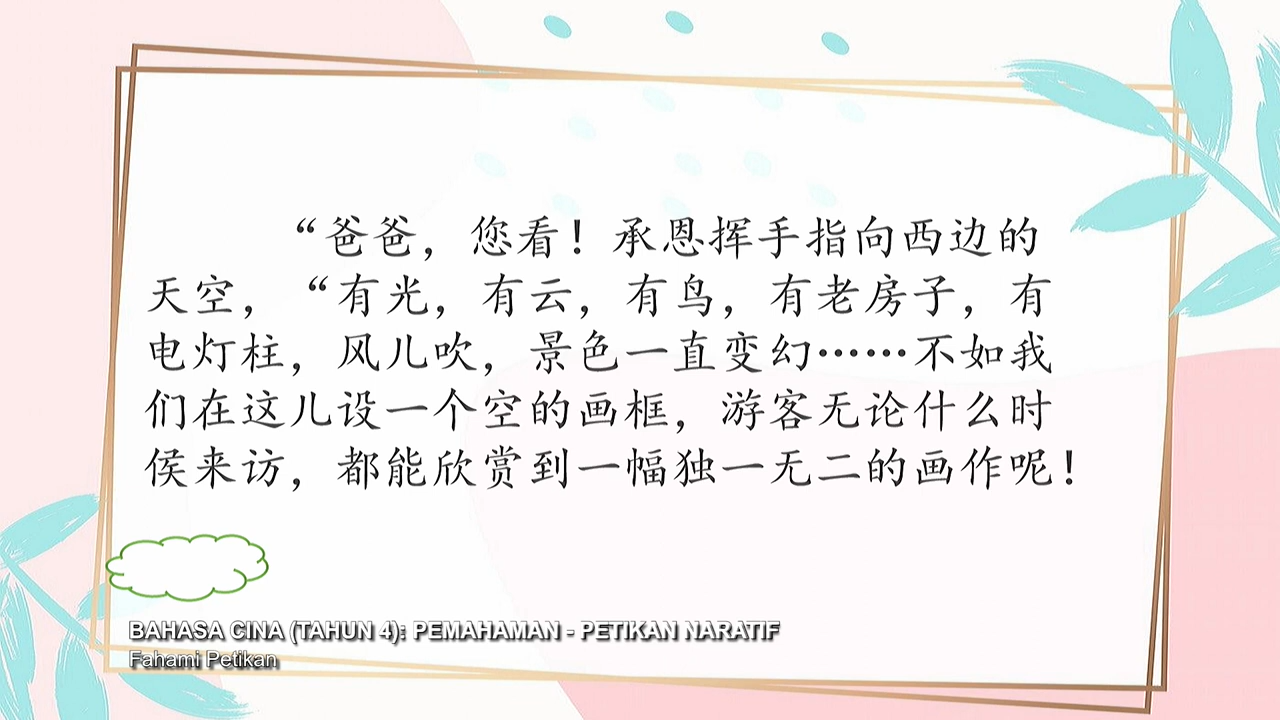 “爸爸，您看！承恩挥手指向西边的
天空，“有光，有云，有鸟，有老房子，有
电灯柱，风儿吹，景色一直变幻……不如我
们在这儿设一个空的画框，游客无论什么时
侯来访，都能欣赏到一幅独一无二的画作呢！
BAHASA CINA (TAHUN 4): PEMAHAMAN - PETIKAN NARATIF
Fahami Petikan